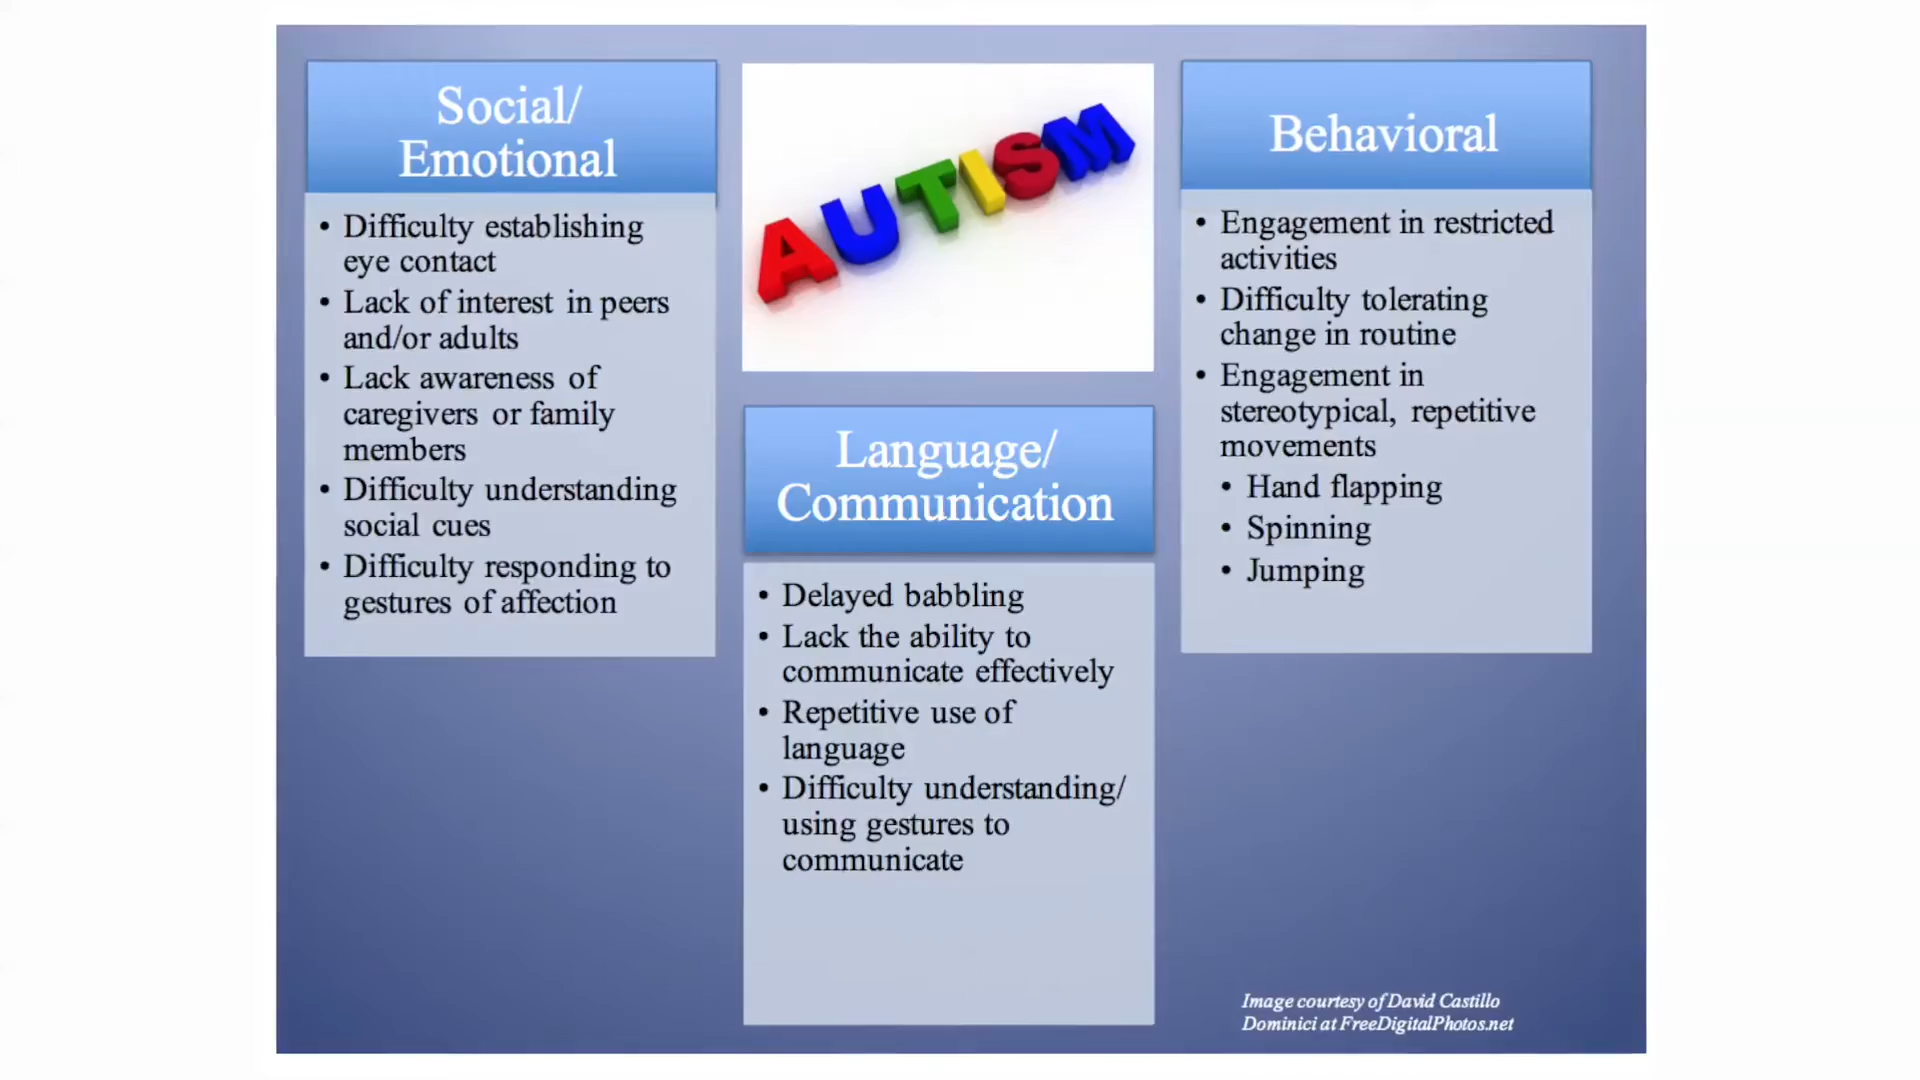 Social/
Emotional
• Difficulty establishing
eye contact
• Lack of interest in peers
and/or adults
• Lack awareness of
caregivers or family
members
• Difficulty understanding
social cues
• Difficulty responding to
gestures of affection
AUTISM
Language/
Communication
• Delayed babbling
• Lack the ability to
communicate effectively
• Repetitive use of
language
• Difficulty understanding/
using gestures to
communicate
Behavioral
• Engagement in restricted
activities
• Difficulty tolerating
change in routine
• Engagement in
stereotypical, repetitive
movements
• Hand flapping
• Spinning
• Jumping
Image courtesy of David Castillo
Dominici at FreeDigitalPhotos.net